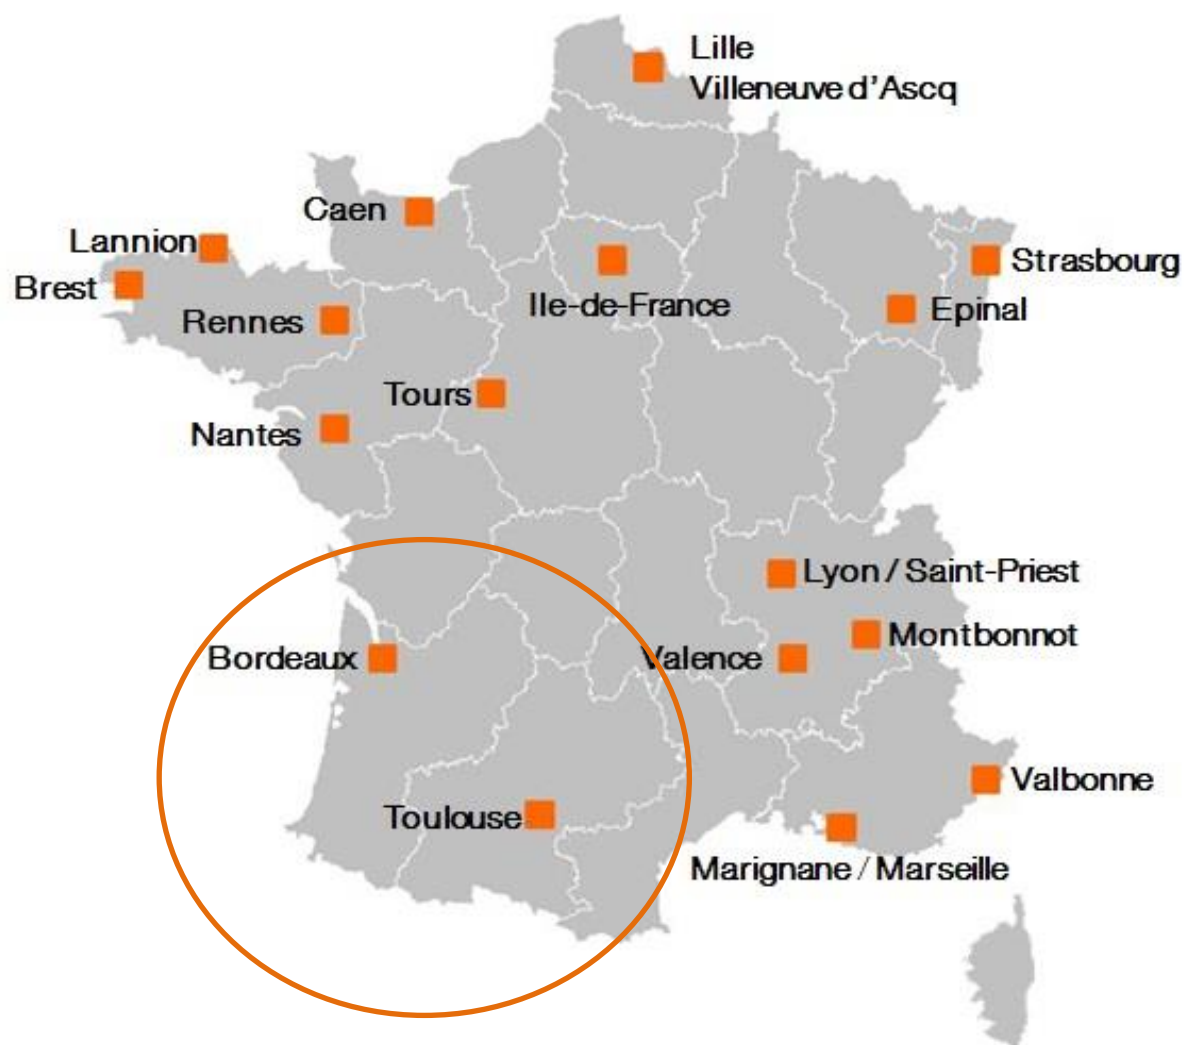 Lille
Villeneuve d'Ascq
Caen
Lannion
Strasbourg
Brest
Ile-de-France
Epinal
Rennes
Tours
Nantes
Lyon / Saint-Priest
Montbonnot
Bordeaux
Valence
Valbonne
Toulouse
Marignane / Marseille